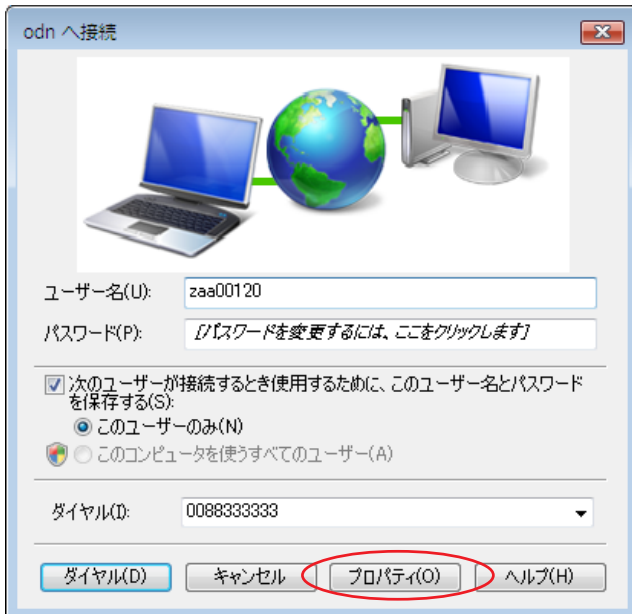 odn へ接続
ユーザー名(U): zaa00120
パスワード(P): [パスワードを変更するには、ここをクリックします]
次のユーザーが接続するとき使用するために、このユーザー名とパスワード
を保存する(S):
このユーザーのみ(N)
このコンピュータを使うすべてのユーザー(A)
ダイヤル(I): 0088333333
ダイヤル(D) キャンセル プロパティ(O) ヘルプ(H)